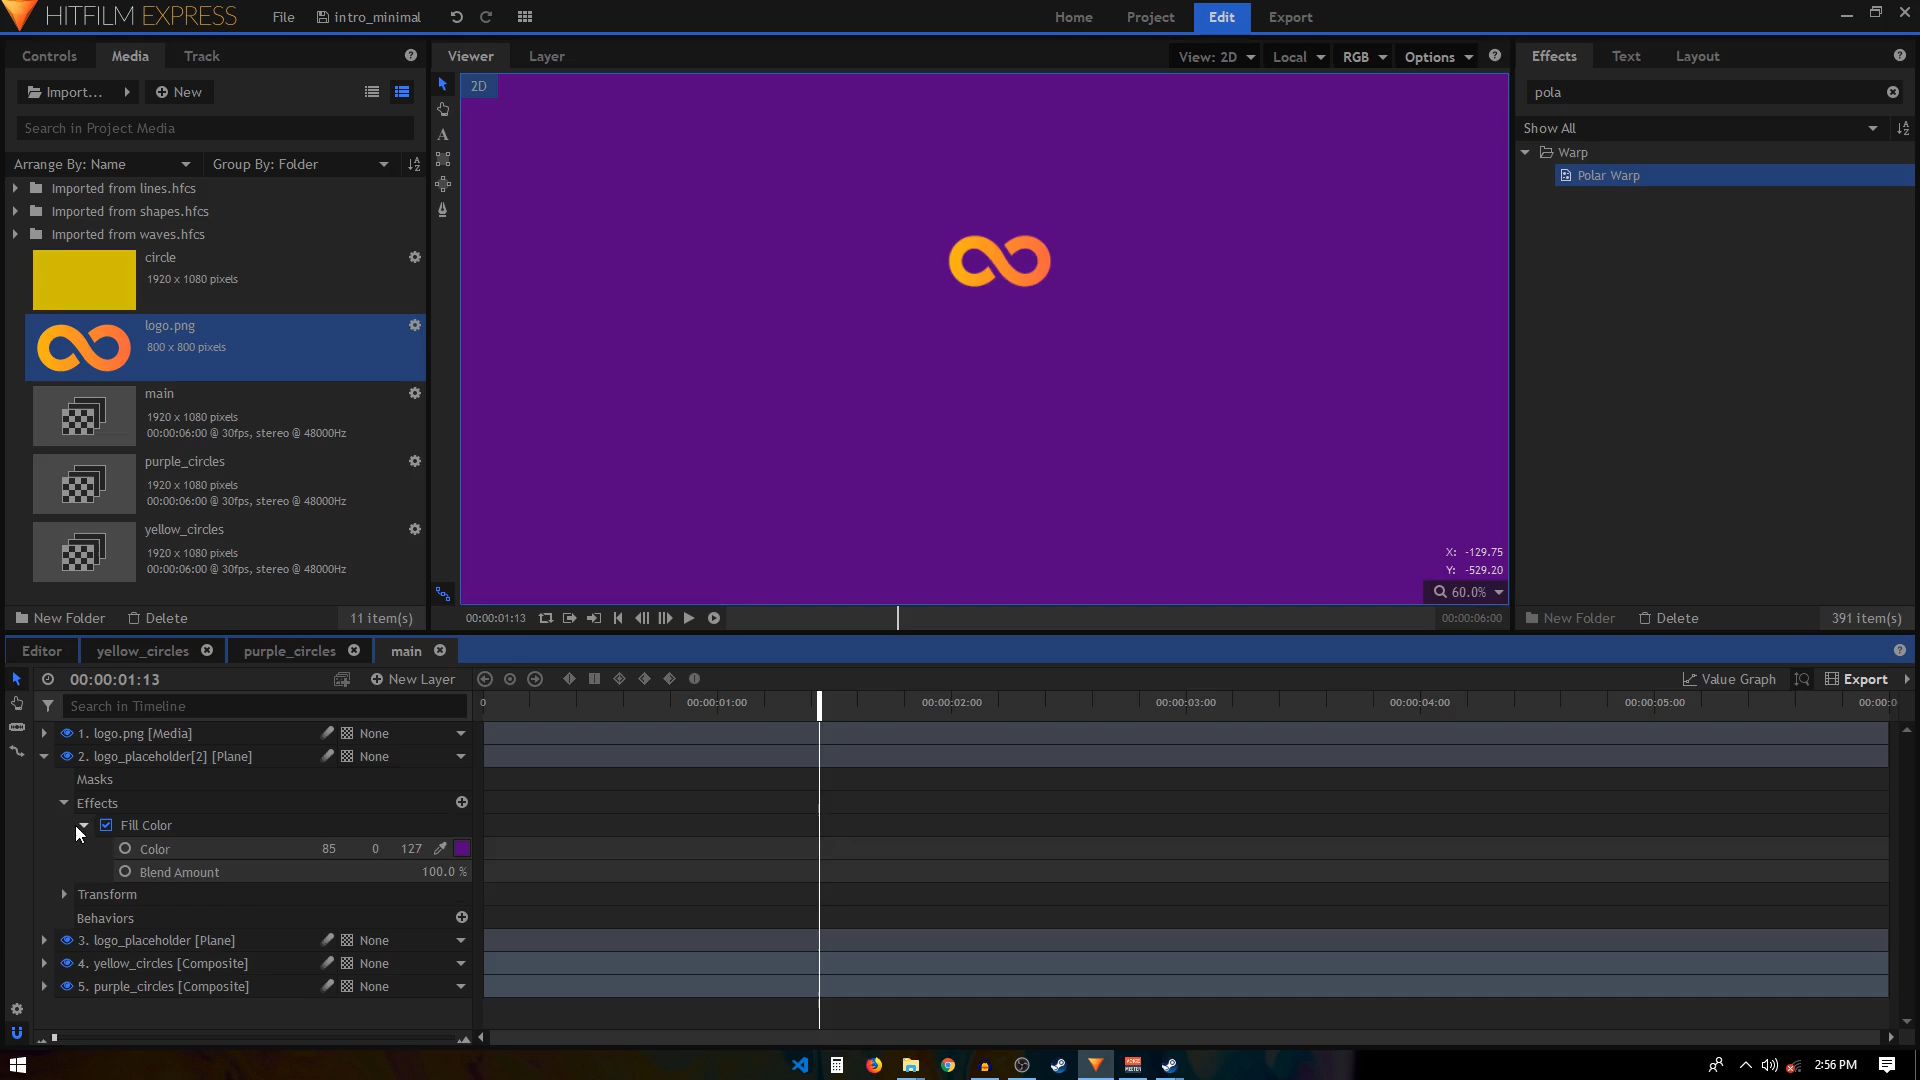 HITFILM EXPRESS
File
intro_minimal
Home
Project
Edit
Export
Controls
Media
Track
Viewer
Layer
View: 2D
Local
RGB
Options
Effects
Text
Layout
Import...
New
2D
pola
Search in Project Media
Show All
Arrange By: Name
Group By: Folder
Warp
Polar Warp
Imported from lines.hfcs
Imported from shapes.hfcs
Imported from waves.hfcs
circle
1920 x 1080 pixels
logo.png
800 x 800 pixels
main
1920 x 1080 pixels
00:00:06:00 @ 30fps, stereo @ 48000Hz
purple_circles
1920 x 1080 pixels
00:00:06:00 @ 30fps, stereo @ 48000Hz
yellow_circles
1920 x 1080 pixels
00:00:06:00 @ 30fps, stereo @ 48000Hz
X: -129.75
Y: -529.20
60.0%
New Folder
Delete
11 item(s)
00:00:01:13
00:00:06:00
New Folder
Delete
391 item(s)
Editor
yellow_circles
purple_circles
main
00:00:01:13
New Layer
Value Graph
Export
Search in Timeline
0
00:00:01:00
00:00:02:00
00:00:03:00
00:00:04:00
00:00:05:00
00:00:0
1. logo.png [Media]
None
2. logo_placeholder[2] [Plane]
None
Masks
Effects
Fill Color
Color
85
0
127
Blend Amount
100.0 %
Transform
Behaviors
3. logo_placeholder [Plane]
None
4. yellow_circles [Composite]
None
5. purple_circles [Composite]
None
2:56 PM